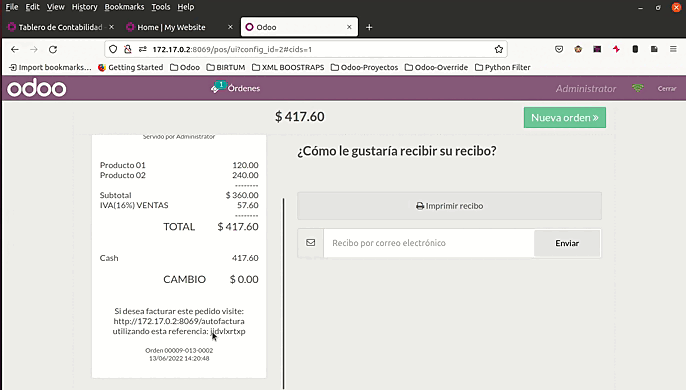 File Edit View History Bookmarks Tools Help
Tablero de Contabilidad
Home | My Website
Odoo
172.17.0.2:8069/pos/ui?config_id=2#cids=1
Import bookmarks... Getting Started Odoo BIRTUM XML BOOSTRAPS Odoo-Proyectos Odoo-Override Python Filter
odoo
1 Órdenes
Administrator
Cerrar
$ 417.60
Nueva orden »
Servido por Administrator
Producto 01 120.00
Producto 02 240.00
--------
Subtotal $ 360.00
IVA(16%) VENTAS 57.60
--------
TOTAL $ 417.60
Cash 417.60
CAMBIO $ 0.00
Si desea facturar este pedido visite:
http://172.17.0.2:8069/autofactura
utilizando esta referencia:
Orden 00009-013-0002
13/06/2022 14:20:48
¿Cómo le gustaría recibir su recibo?
Imprimir recibo
Recibo por correo electrónico
Enviar